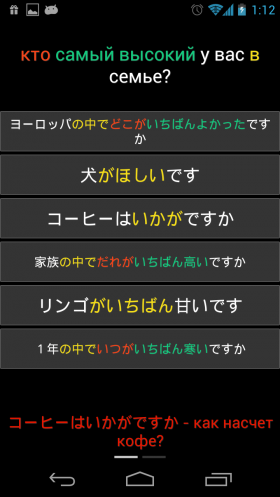 1:12
кто самый высокий у вас в
семье?
ヨーロッパの中でどこがいちばんよかったです
か
犬がほしいです
コーヒーはいかがですか
家族の中でだれがいちばん高いですか
リンゴがいちばん甘いです
１年の中でいつがいちばん寒いですか
コーヒーはいかがですか - как насчет
кофе?